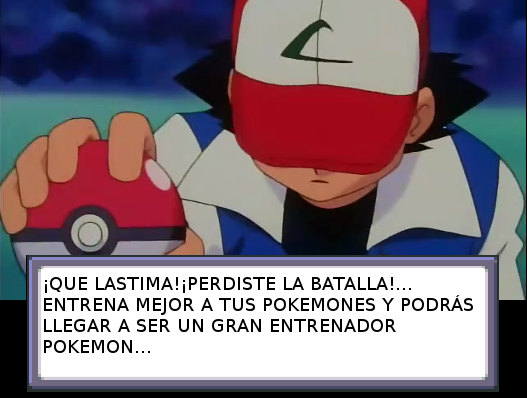 ¡QUE LASTIMA!¡PERDISTE LA BATALLA!...
ENTRENA MEJOR A TUS POKEMONES Y PODRÁS
LLEGAR A SER UN GRAN ENTRENADOR
POKEMON...